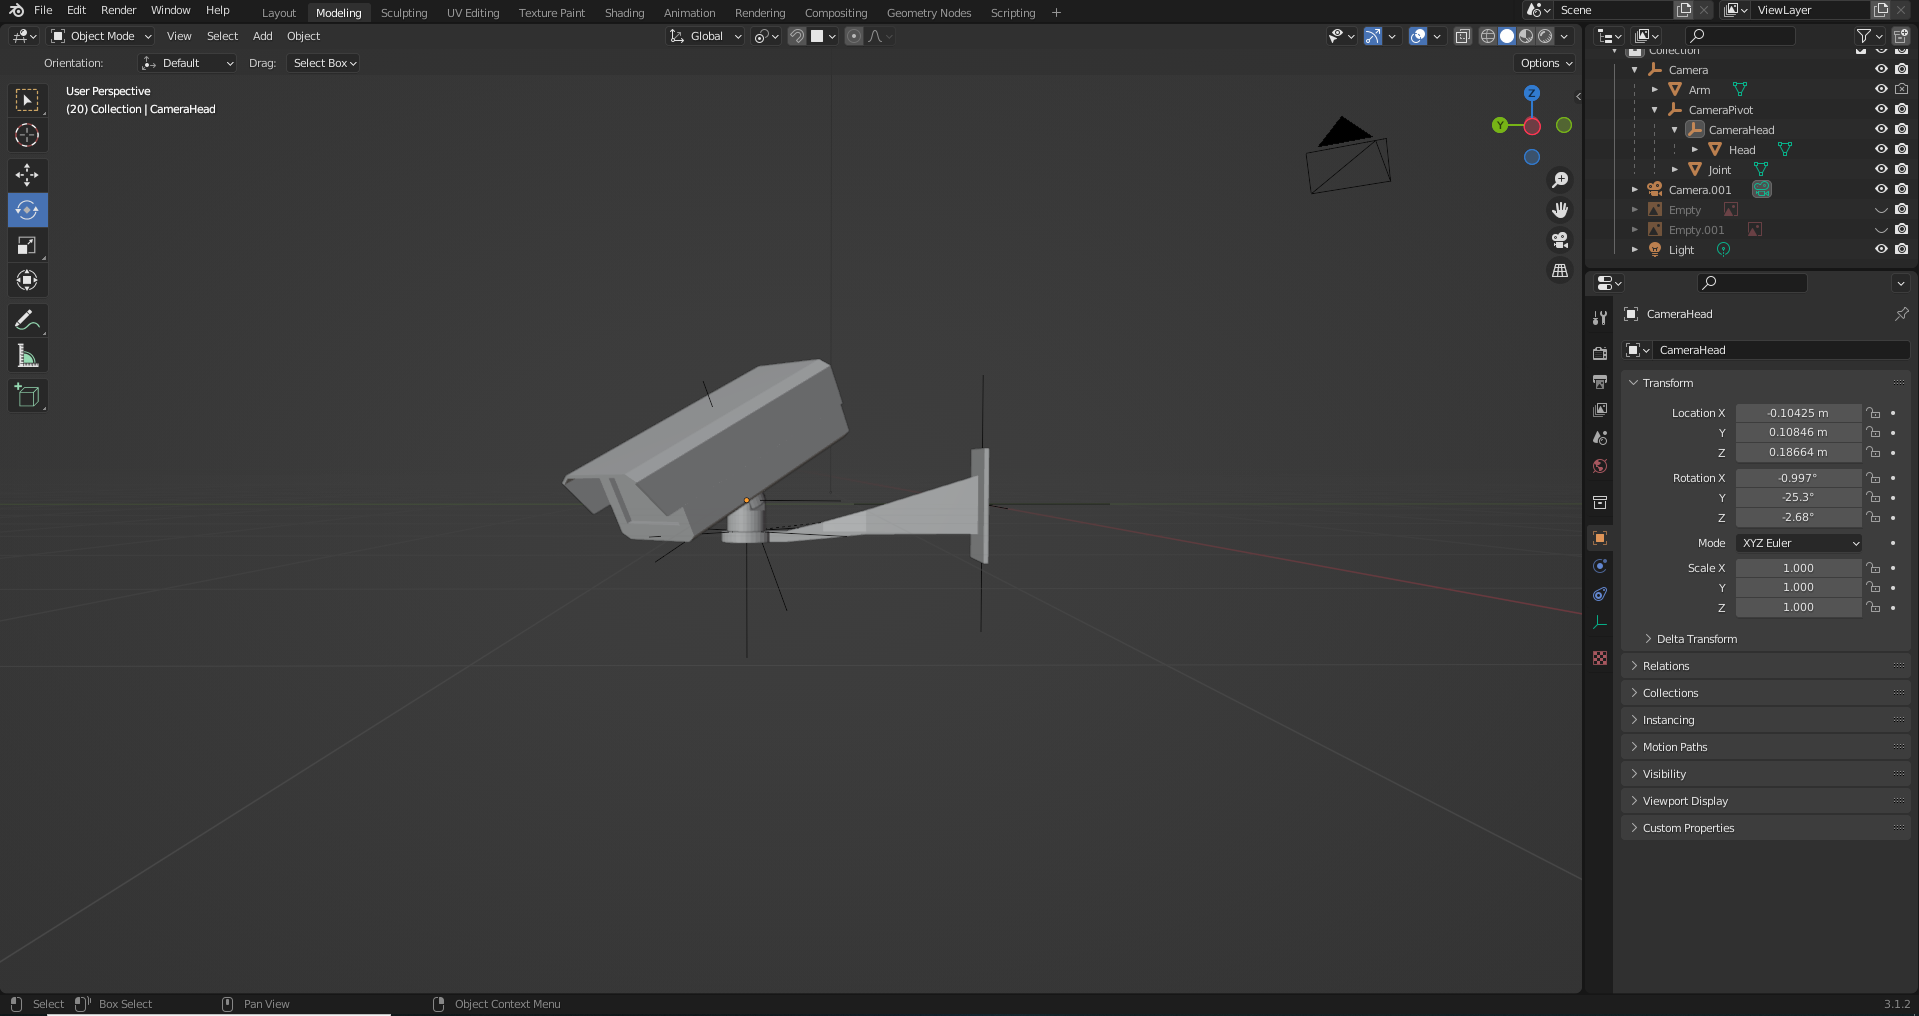 File Edit Render Window Help
Layout Modeling Sculpting UV Editing Texture Paint Shading Animation Rendering Compositing Geometry Nodes Scripting +
Scene ViewLayer
Object Mode View Select Add Object
Global
Orientation: Default Drag: Select Box
Options
User Perspective
(20) Collection | CameraHead
Z
Y
Collection
Camera
Arm
CameraPivot
CameraHead
Head
Joint
Camera.001
Empty
Empty.001
Light
CameraHead
CameraHead
Transform
Location X -0.10425 m
Y 0.10846 m
Z 0.18664 m
Rotation X -0.997°
Y -25.3°
Z -2.68°
Mode XYZ Euler
Scale X 1.000
Y 1.000
Z 1.000
Delta Transform
Relations
Collections
Instancing
Motion Paths
Visibility
Viewport Display
Custom Properties
Select Box Select Pan View Object Context Menu 3.1.2